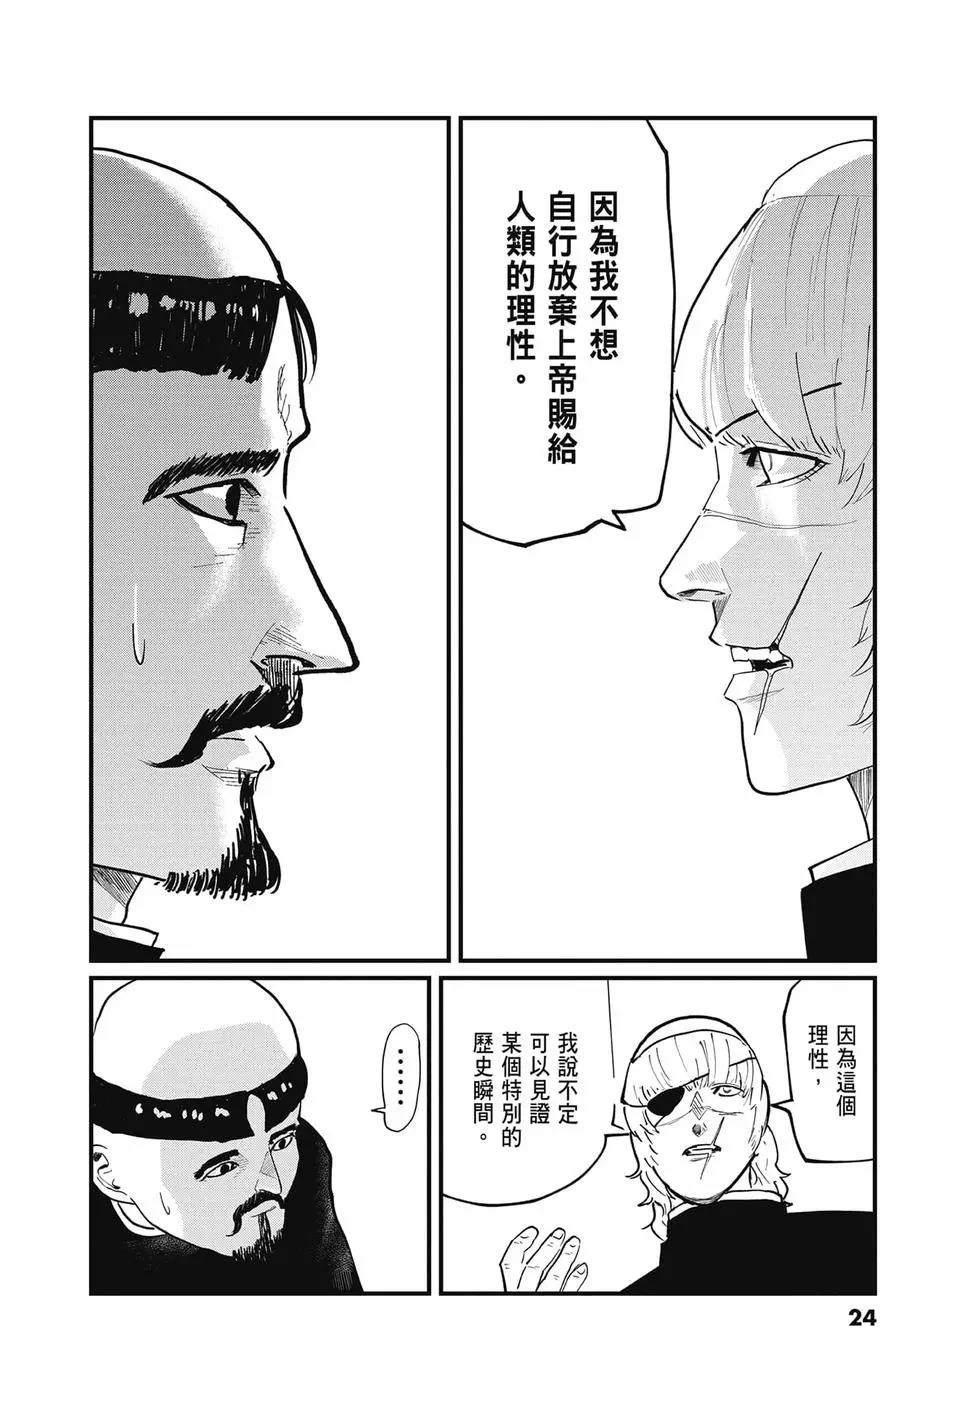 因為我不想
自行放棄上帝賜給
人類的理性。
因為這個
理性，
我說不定
可以見證
某個特別的
歷史瞬間。
……
24